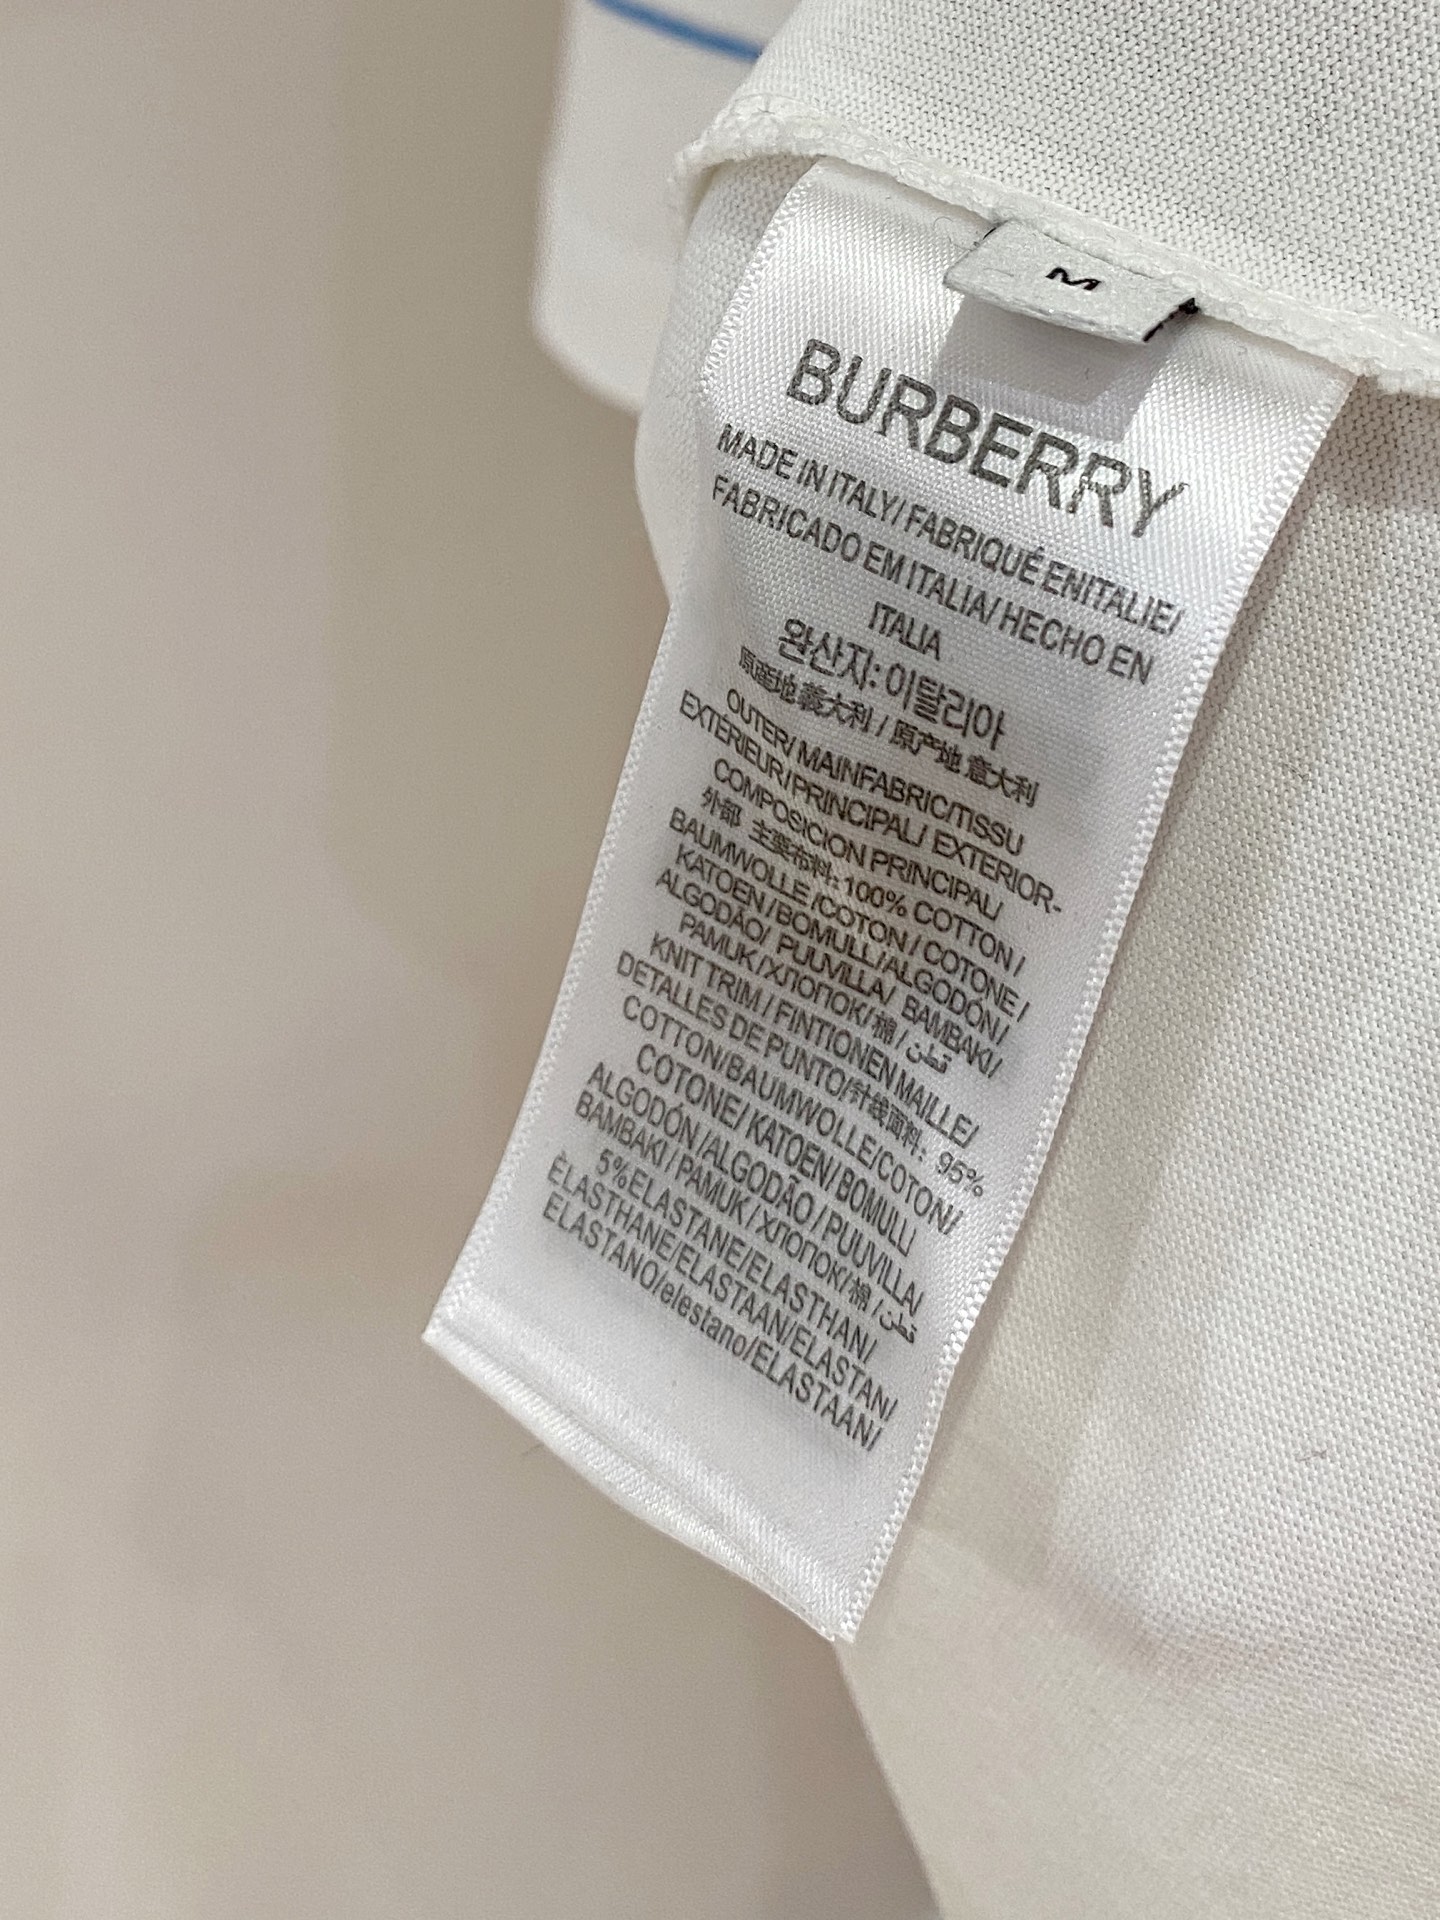 M
BURBERRY
MADE IN ITALY/ FABRIQUÉ ENITALIE/
FABRICADO EM ITALIA/ HECHO EN
ITALIA
완산지: 이탈리아
原產地 義大利 / 原产地 意大利
OUTER/ MAINFABRIC/TISSU
EXTÉRIEUR/PRINCIPAL/ EXTERIOR-
COMPOSICION PRINCIPAL/
外部 主要布料: 100% COTTON /
BAUMWOLLE /COTON / COTONE /
KATOEN / BOMULL/ALGODÓN/
ALGODÃO/ PUUVILLA/ BAMBAKI/
PAMUK / ХЛОПОК/ 棉 / قطن
KNIT TRIM / FINTIONEN MAILLE/
DETALLES DE PUNTO/针线面料: 95%
COTTON/BAUMWOLLE/COTON/
COTONE/ KATOEN/ BOMULL/
ALGODÓN /ALGODÃO / PUUVILLA/
BAMBAKI / PAMUK / ХЛОПОК/ 棉 / قطن
5%ELASTANE/ELASTHAN/
ÈLASTHANE/ELASTAAN/ELASTAN/
ELASTANO/elestano/ELASTAAN/